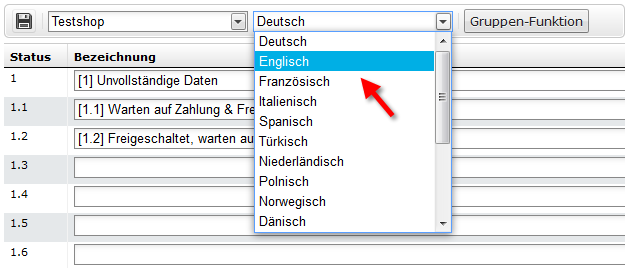 Testshop Deutsch Gruppen-Funktion
Status Bezeichnung
1 [1] Unvollständige Daten
1.1 [1.1] Warten auf Zahlung & Fre
1.2 [1.2] Freigeschaltet, warten au
1.3
1.4
1.5
1.6
Deutsch
Englisch
Französisch
Italienisch
Spanisch
Türkisch
Niederländisch
Polnisch
Norwegisch
Dänisch